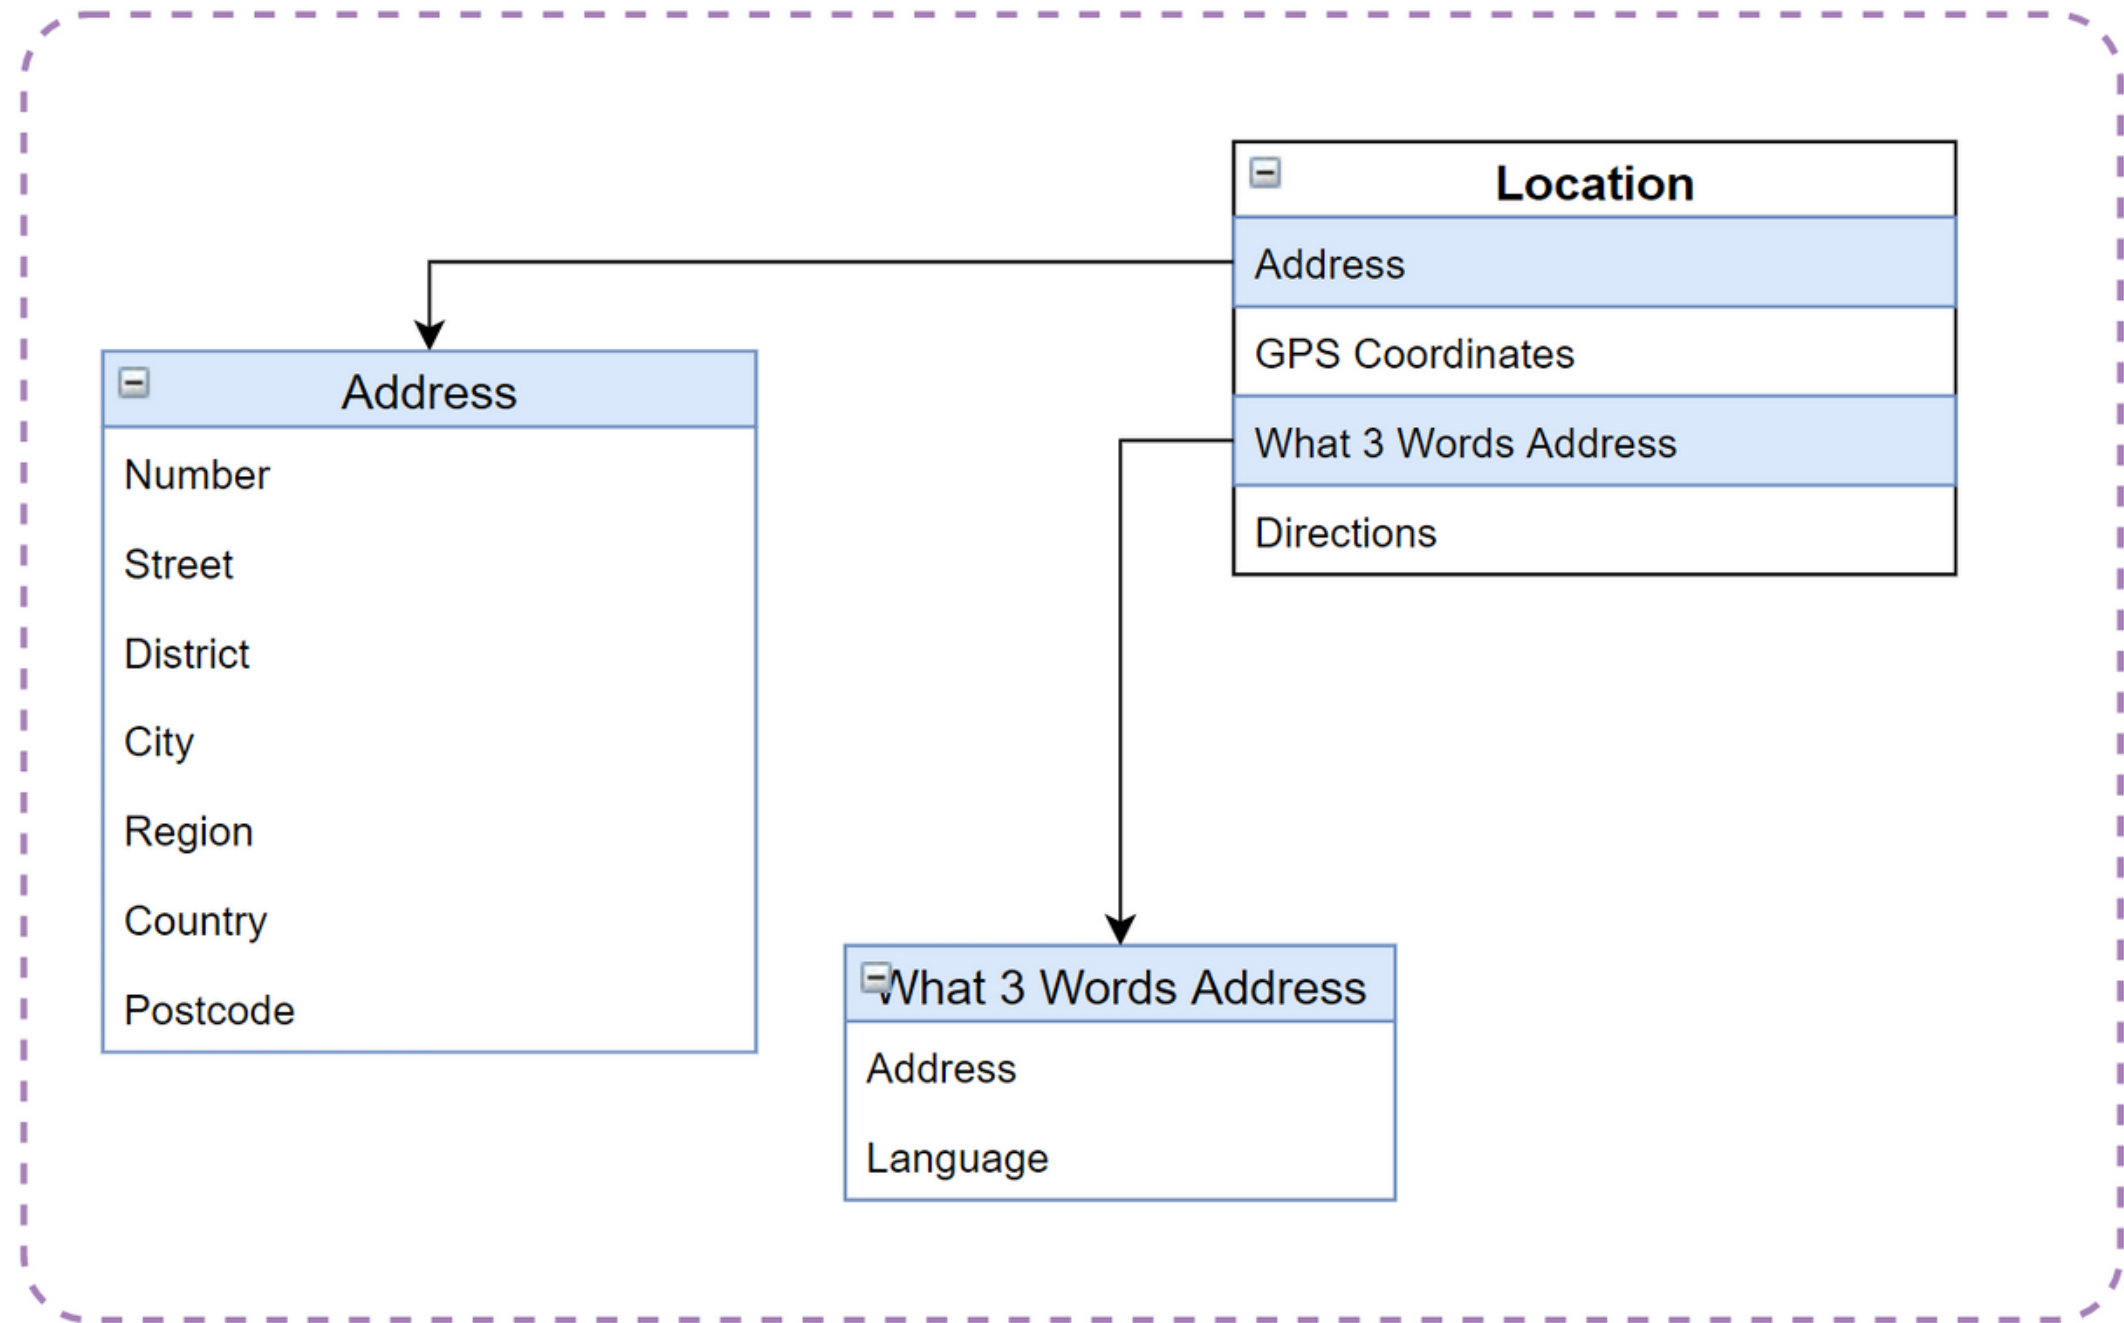 Location
Address
GPS Coordinates
What 3 Words Address
Directions
Address
Number
Street
District
City
Region
Country
Postcode
What 3 Words Address
Address
Language